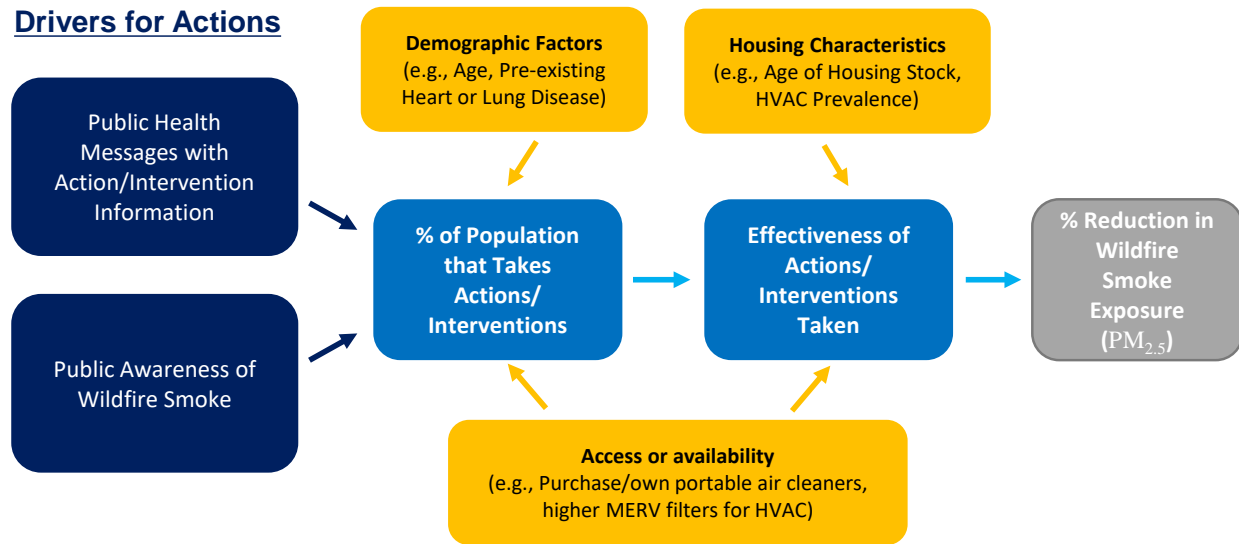 Drivers for Actions
Public Health
Messages with
Action/Intervention
Information
Public Awareness of
Wildfire Smoke
Demographic Factors
(e.g., Age, Pre-existing
Heart or Lung Disease)
Housing Characteristics
(e.g., Age of Housing Stock,
HVAC Prevalence)
% of Population
that Takes
Actions/
Interventions
Effectiveness of
Actions/
Interventions
Taken
% Reduction in
Wildfire
Smoke
Exposure
(PM2.5)
Access or availability
(e.g., Purchase/own portable air cleaners,
higher MERV filters for HVAC)